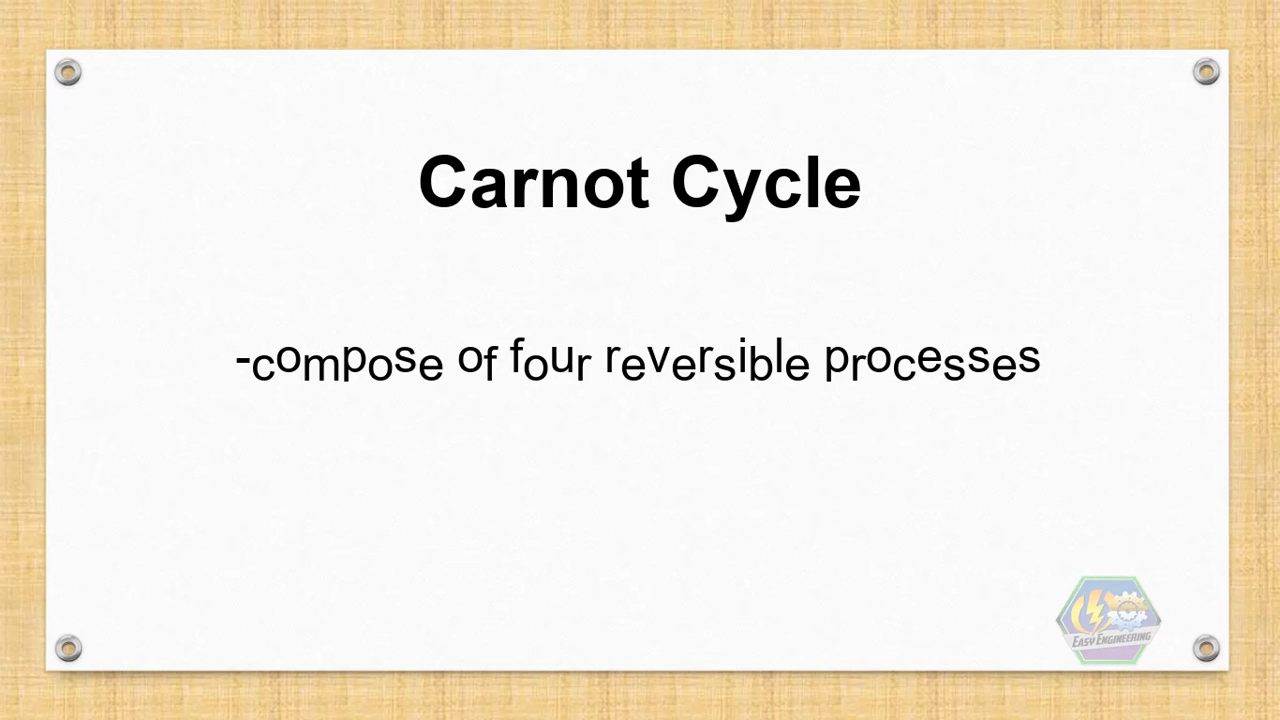 Carnot Cycle
-compose of four reversible processes
EASY ENGINEERING